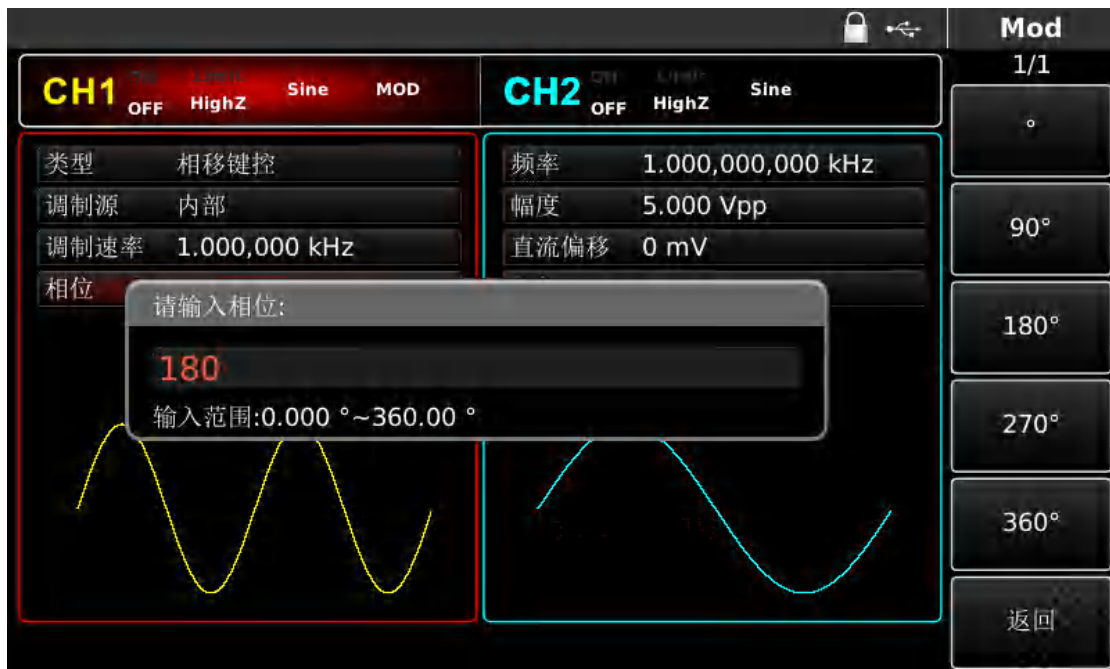 Mod
1/1
CH1 OFF HighZ Sine MOD
CH2 OFF HighZ Sine
°
类型 相移键控
频率 1.000,000,000 kHz
调制源 内部
幅度 5.000 Vpp
90°
调制速率 1.000,000 kHz
直流偏移 0 mV
相位
请输入相位:
180°
180
输入范围:0.000 °~360.00 °
270°
360°
返回